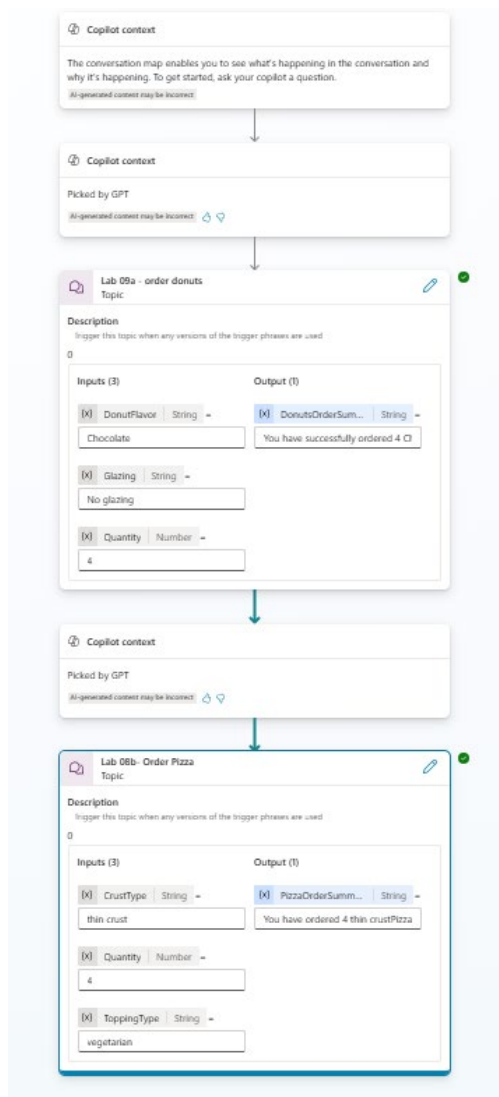 Copilot context
The conversation map enables you to see what's happening in the conversation and
why it's happening. To get started, ask your copilot a question.
AI-generated content may be incorrect
Copilot context
Picked by GPT
AI-generated content may be incorrect
Lab 09a - order donuts
Topic
Description
Trigger this topic when any versions of the trigger phrases are used
0
Inputs (3) Output (1)
{x} DonutFlavor String = {x} DonutsOrderSum... String =
Chocolate You have successfully ordered 4 Cl
{x} Glazing String =
No glazing
{x} Quantity Number =
4
Copilot context
Picked by GPT
AI-generated content may be incorrect
Lab 08b- Order Pizza
Topic
Description
Trigger this topic when any versions of the trigger phrases are used
0
Inputs (3) Output (1)
{x} CrustType String = {x} PizzaOrderSumm... String =
thin crust You have ordered 4 thin crustPizza
{x} Quantity Number =
4
{x} ToppingType String =
vegetarian